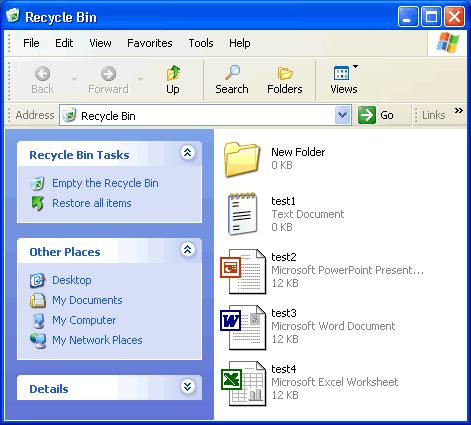 Recycle Bin
File Edit View Favorites Tools Help
Back Forward Up Search Folders Views
Address Recycle Bin Go Links »
Recycle Bin Tasks
Empty the Recycle Bin
Restore all items
Other Places
Desktop
My Documents
My Computer
My Network Places
Details
New Folder
0 KB
test1
Text Document
0 KB
test2
Microsoft PowerPoint Present...
12 KB
test3
Microsoft Word Document
12 KB
test4
Microsoft Excel Worksheet
12 KB